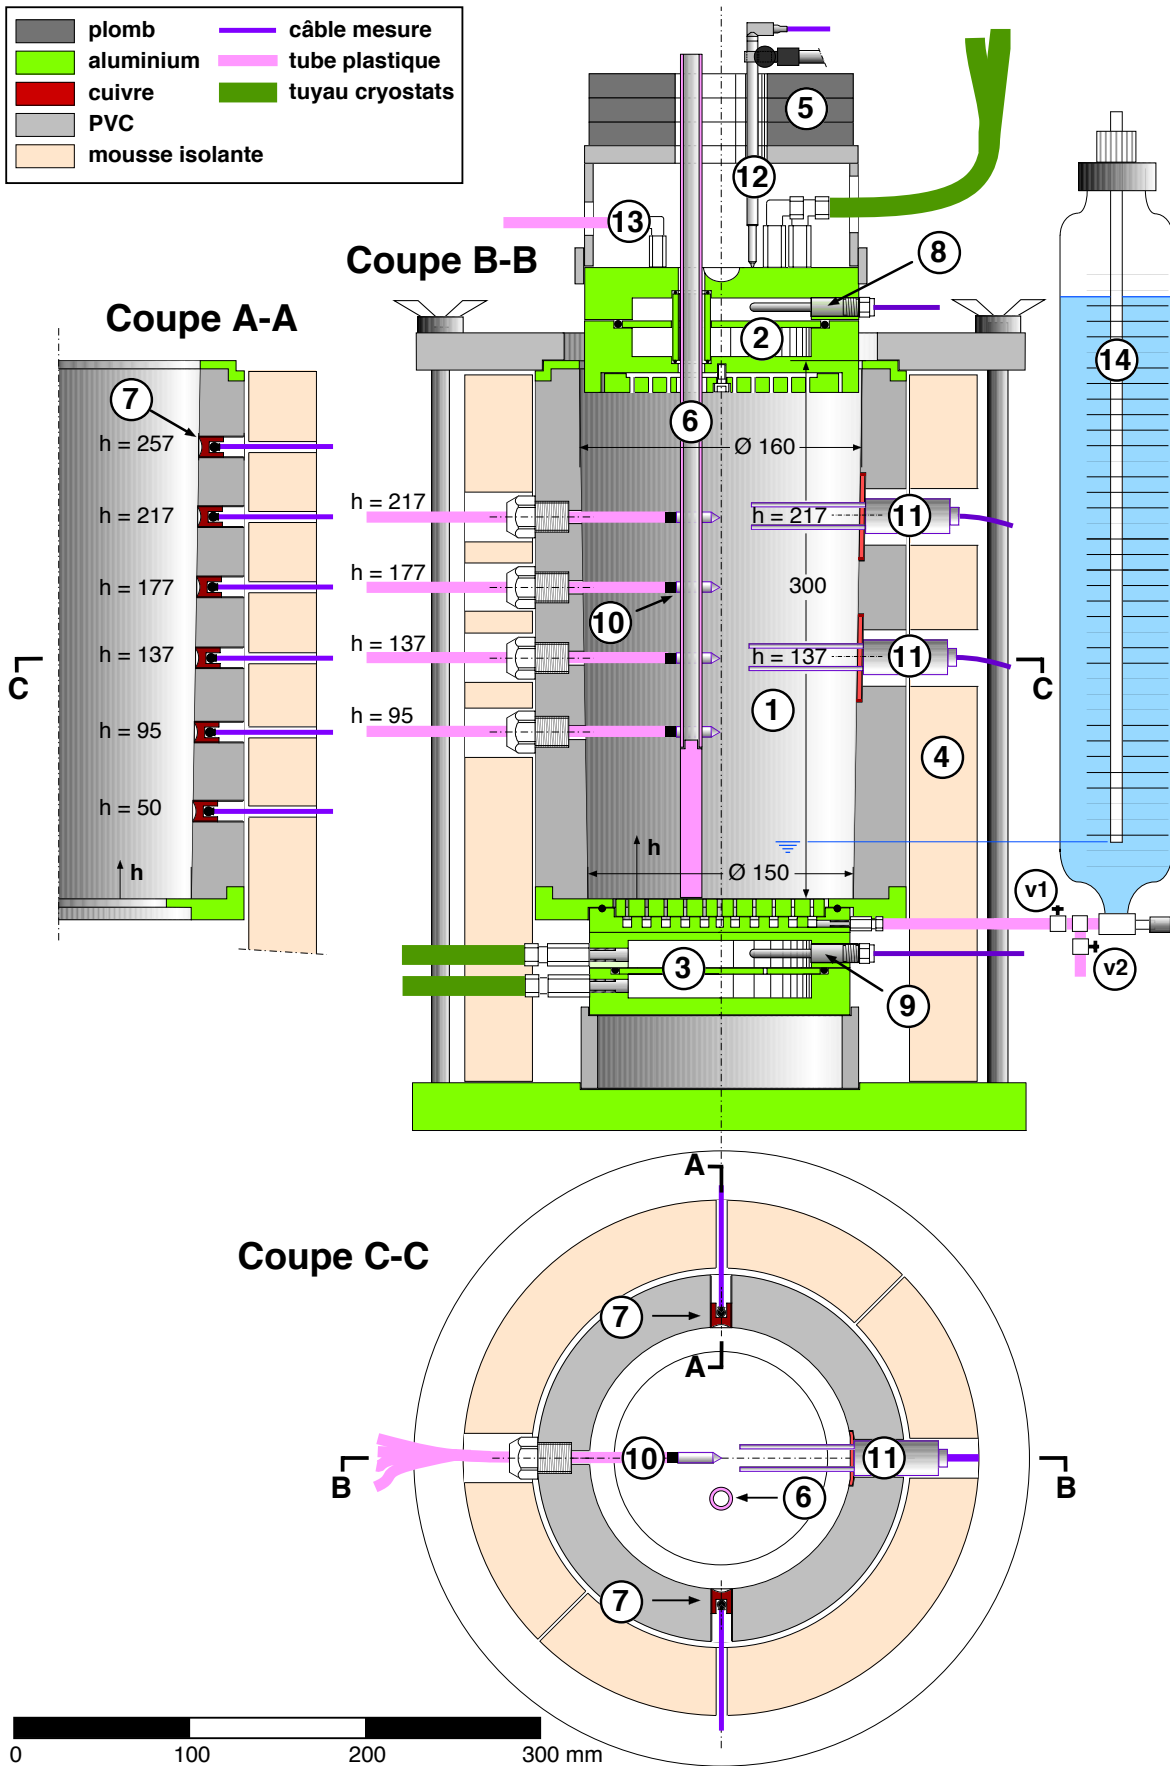 plomb
aluminium
cuivre
PVC
mousse isolante
câble mesure
tube plastique
tuyau cryostats
5
12
13
8
Coupe B-B
Coupe A-A
2
14
7
6
h = 257
Ø 160
h = 217
h = 217
h = 217
11
h = 177
h = 177
300
10
h = 137
h = 137
h = 137
11
C
C
1
h = 95
h = 95
4
h = 50
h
h
Ø 150
v1
v2
3
9
A
Coupe C-C
7
A
10
11
B
B
6
7
0
100
200
300 mm